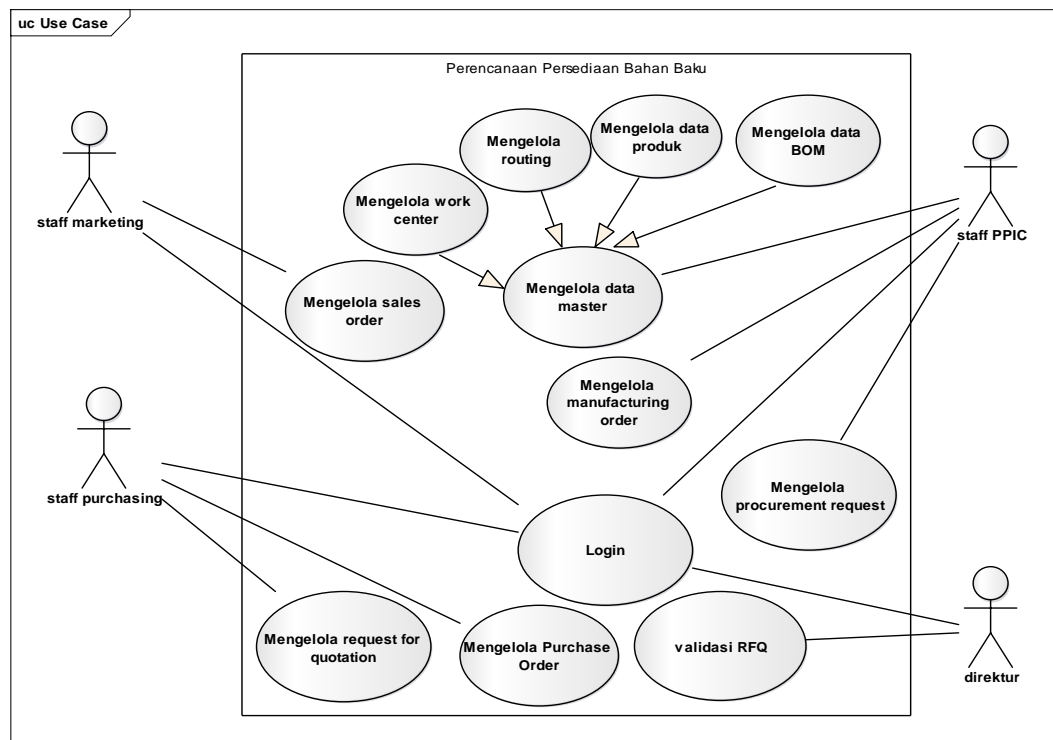 uc Use Case
Perencanaan Persediaan Bahan Baku
Mengelola data
produk
Mengelola data
BOM
Mengelola
routing
Mengelola work
center
staff marketing
staff PPIC
Mengelola data
master
Mengelola sales
order
Mengelola
manufacturing
order
staff purchasing
Mengelola
procurement request
Login
Mengelola request for
quotation
Mengelola Purchase
Order
validasi RFQ
direktur